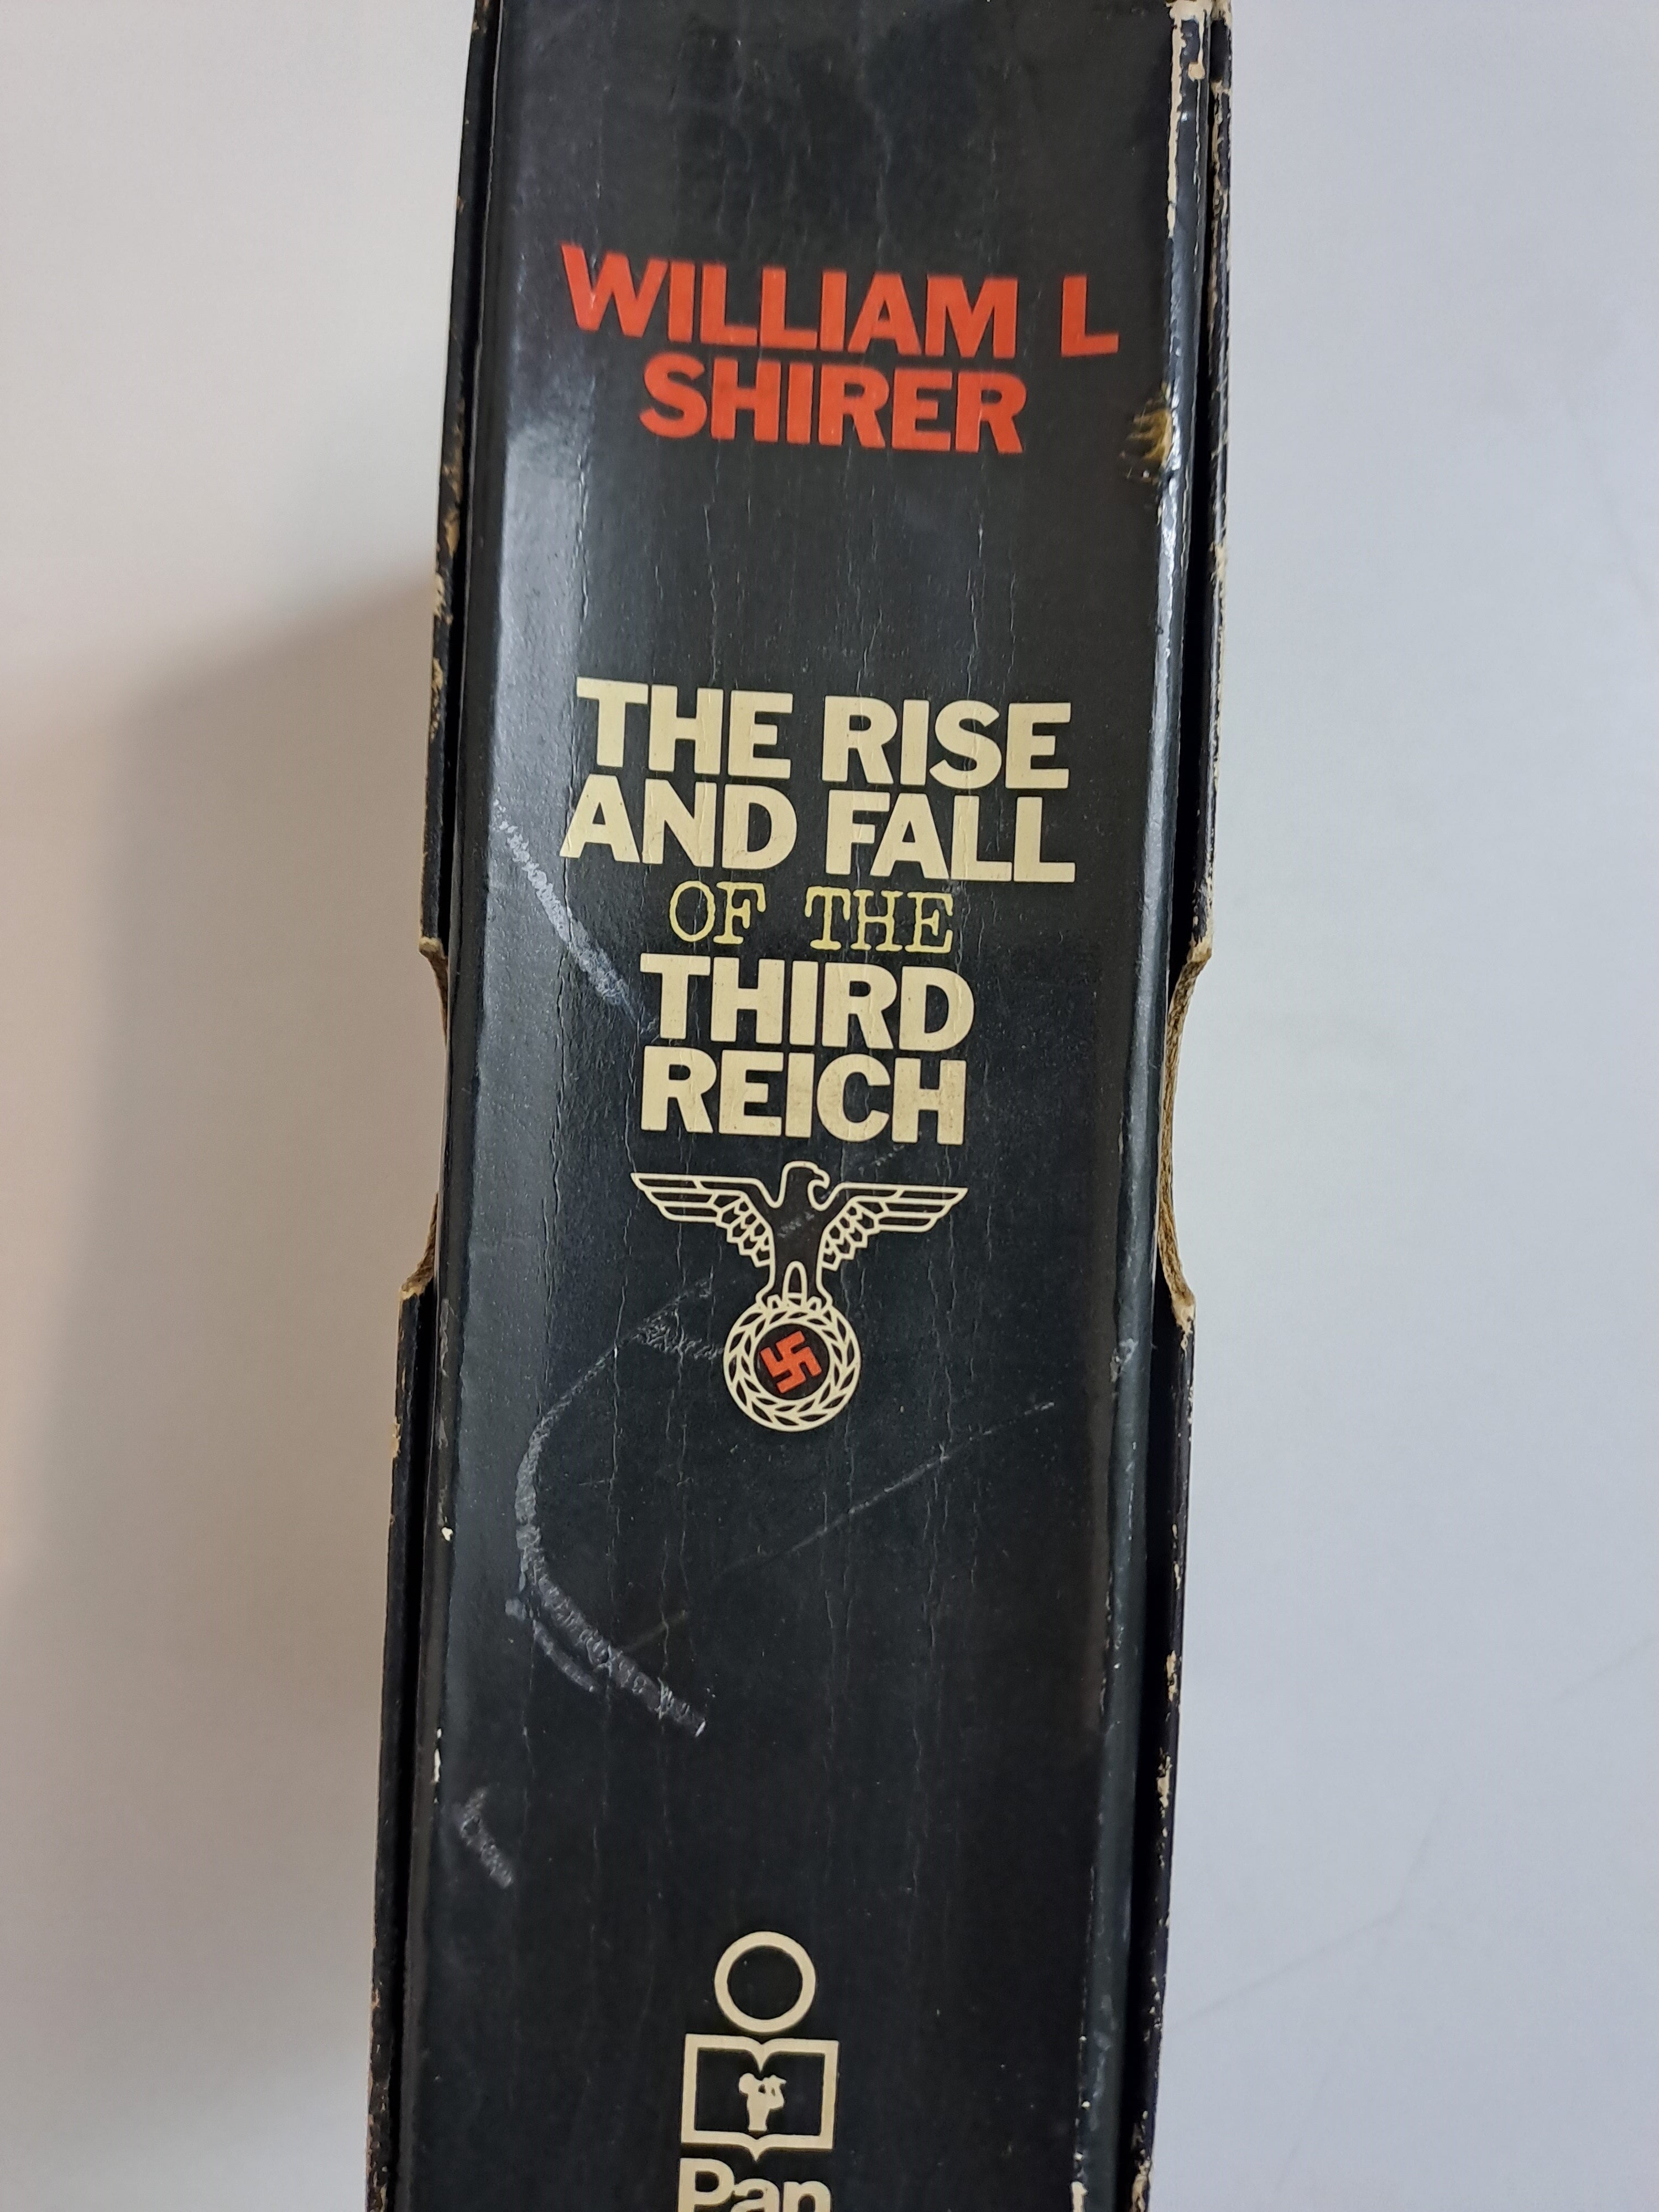 WILLIAM L
SHIRER
THE RISE
AND FALL
OF THE
THIRD
REICH
Pan